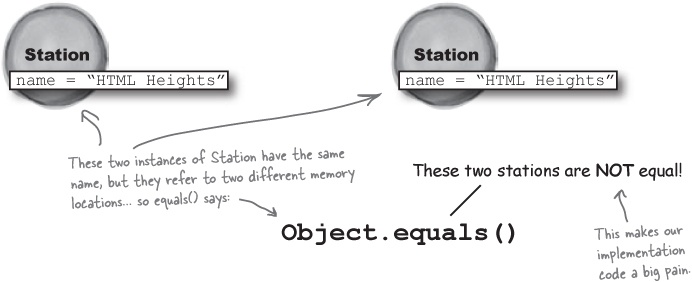 Station
name = “HTML Heights”
Station
name = “HTML Heights”
These two instances of Station have the same
name, but they refer to two different memory
locations... so equals() says:
These two stations are NOT equal!
Object.equals()
This makes our
implementation
code a big pain.